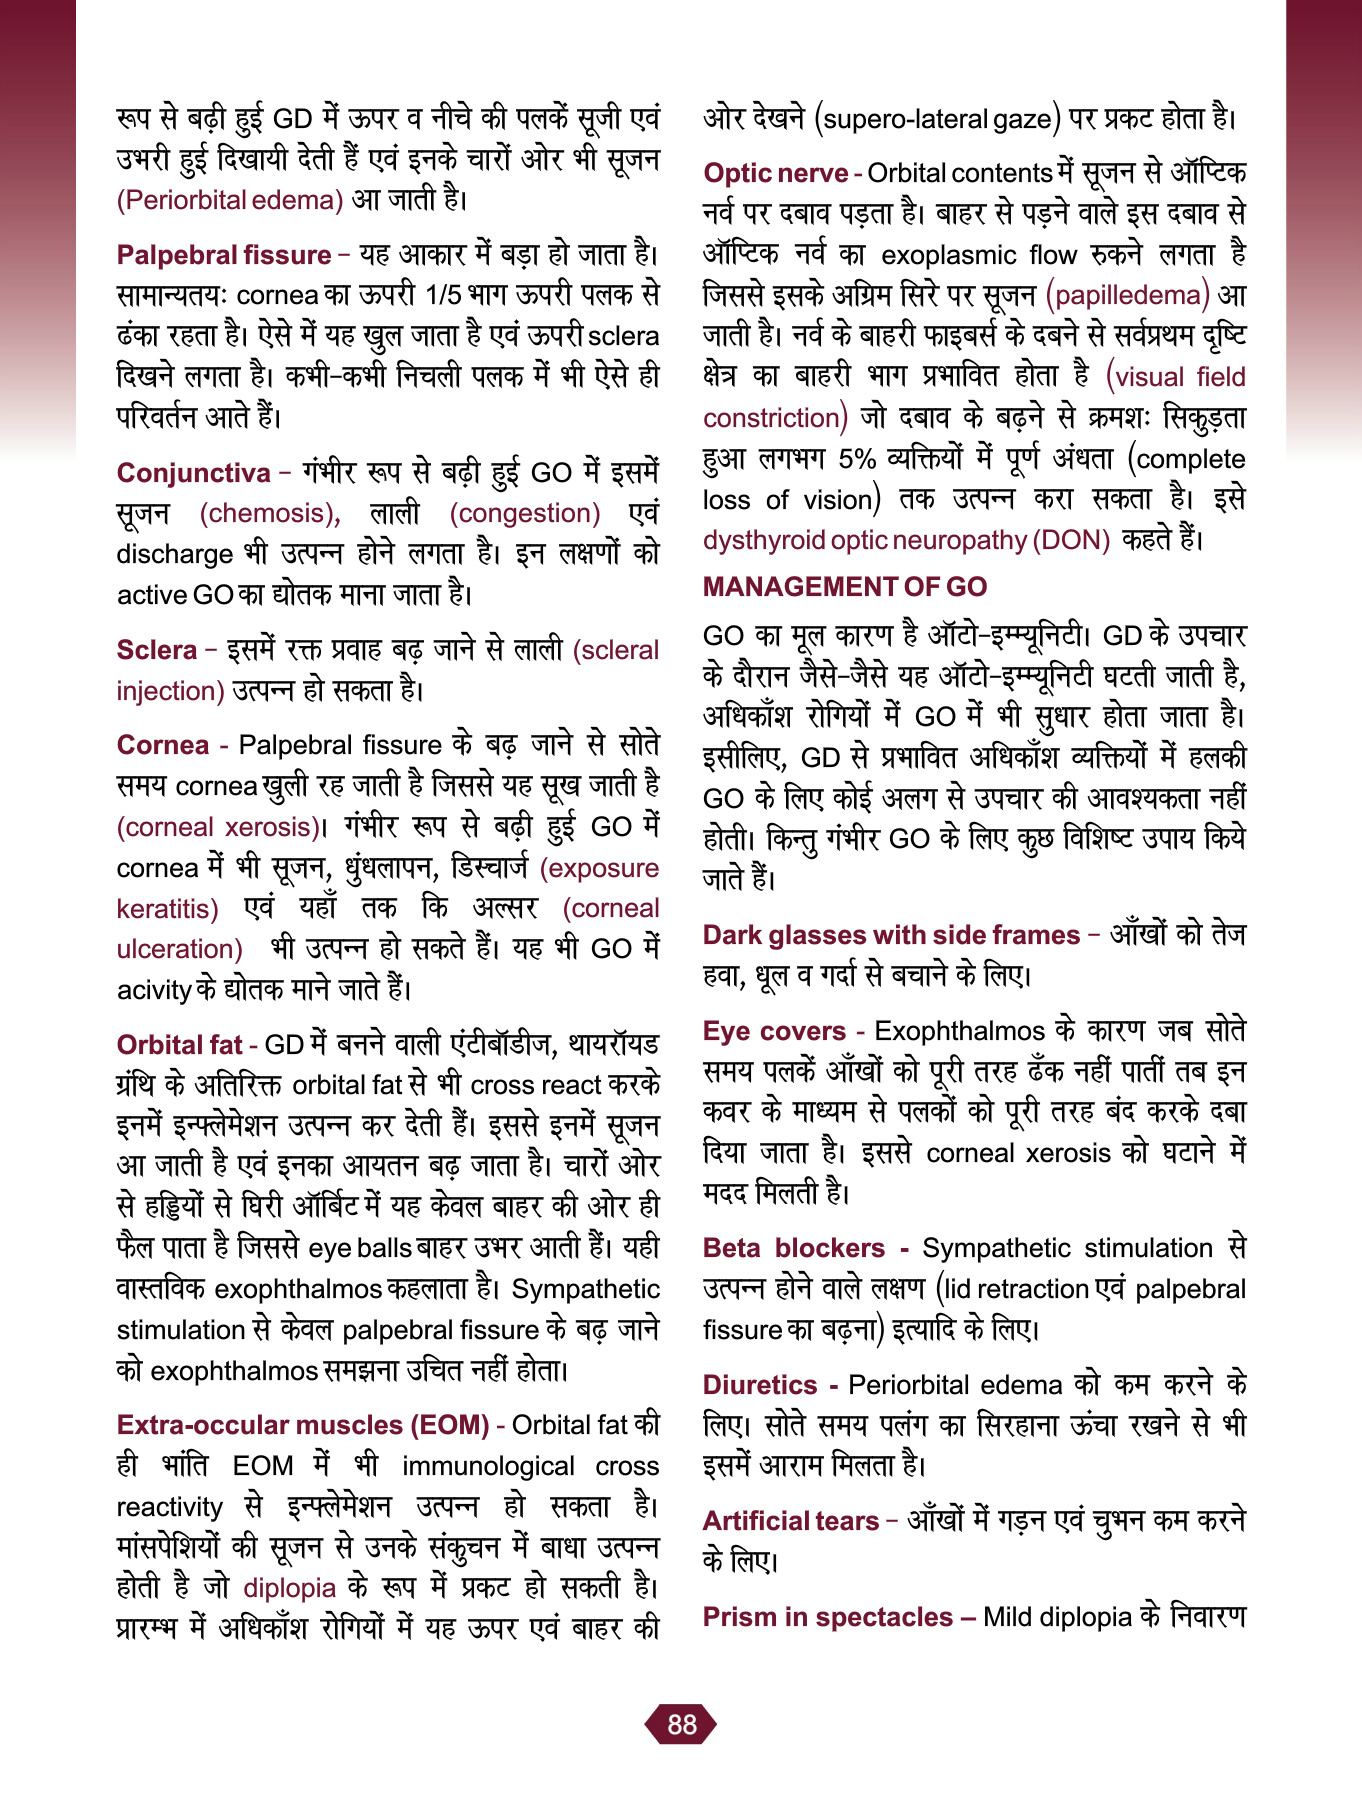 रूप से बढ़ी हुई GD में ऊपर व नीचे की पलकें सूजी एवं
उभरी हुई दिखायी देती हैं एवं इनके चारों ओर भी सूजन
(Periorbital edema) आ जाती है।
Palpebral fissure – यह आकार में बड़ा हो जाता है।
सामान्यतयः cornea का ऊपरी 1/5 भाग ऊपरी पलक से
ढंका रहता है। ऐसे में यह खुल जाता है एवं ऊपरी sclera
दिखने लगता है। कभी-कभी निचली पलक में भी ऐसे ही
परिवर्तन आते हैं।
Conjunctiva – गंभीर रूप से बढ़ी हुई GO में इसमें
सूजन (chemosis), लाली (congestion) एवं
discharge भी उत्पन्न होने लगता है। इन लक्षणों को
active GO का द्योतक माना जाता है।
Sclera – इसमें रक्त प्रवाह बढ़ जाने से लाली (scleral
injection) उत्पन्न हो सकता है।
Cornea - Palpebral fissure के बढ़ जाने से सोते
समय cornea खुली रह जाती है जिससे यह सूख जाती है
(corneal xerosis)। गंभीर रूप से बढ़ी हुई GO में
cornea में भी सूजन, धुंधलापन, डिस्चार्ज (exposure
keratitis) एवं यहाँ तक कि अल्सर (corneal
ulceration) भी उत्पन्न हो सकते हैं। यह भी GO में
acivity के द्योतक माने जाते हैं।
Orbital fat - GD में बनने वाली एंटीबॉडीज, थायरॉयड
ग्रंथि के अतिरिक्त orbital fat से भी cross react करके
इनमें इन्फ्लेमेशन उत्पन्न कर देती हैं। इससे इनमें सूजन
आ जाती है एवं इनका आयतन बढ़ जाता है। चारों ओर
से हड्डियों से घिरी ऑर्बिट में यह केवल बाहर की ओर ही
फैल पाता है जिससे eye balls बाहर उभर आती हैं। यही
वास्तविक exophthalmos कहलाता है। Sympathetic
stimulation से केवल palpebral fissure के बढ़ जाने
को exophthalmos समझना उचित नहीं होता।
Extra-occular muscles (EOM) - Orbital fat की
ही भांति EOM में भी immunological cross
reactivity से इन्फ्लेमेशन उत्पन्न हो सकता है।
मांसपेशियों की सूजन से उनके संकुचन में बाधा उत्पन्न
होती है जो diplopia के रूप में प्रकट हो सकती है।
प्रारम्भ में अधिकाँश रोगियों में यह ऊपर एवं बाहर की
ओर देखने (supero-lateral gaze) पर प्रकट होता है।
Optic nerve - Orbital contents में सूजन से ऑप्टिक
नर्व पर दबाव पड़ता है। बाहर से पड़ने वाले इस दबाव से
ऑप्टिक नर्व का exoplasmic flow रुकने लगता है
जिससे इसके अग्रिम सिरे पर सूजन (papilledema) आ
जाती है। नर्व के बाहरी फाइबर्स के दबने से सर्वप्रथम दृष्टि
क्षेत्र का बाहरी भाग प्रभावित होता है (visual field
constriction) जो दबाव के बढ़ने से क्रमशः सिकुड़ता
हुआ लगभग 5% व्यक्तियों में पूर्ण अंधता (complete
loss of vision) तक उत्पन्न करा सकता है। इसे
dysthyroid optic neuropathy (DON) कहते हैं।
MANAGEMENT OF GO
GO का मूल कारण है ऑटो-इम्म्यूनिटी। GD के उपचार
के दौरान जैसे-जैसे यह ऑटो-इम्म्यूनिटी घटती जाती है,
अधिकाँश रोगियों में GO में भी सुधार होता जाता है।
इसीलिए, GD से प्रभावित अधिकाँश व्यक्तियों में हलकी
GO के लिए कोई अलग से उपचार की आवश्यकता नहीं
होती। किन्तु गंभीर GO के लिए कुछ विशिष्ट उपाय किये
जाते हैं।
Dark glasses with side frames – आँखों को तेज
हवा, धूल व गर्दा से बचाने के लिए।
Eye covers - Exophthalmos के कारण जब सोते
समय पलकें आँखों को पूरी तरह ढँक नहीं पातीं तब इन
कवर के माध्यम से पलकों को पूरी तरह बंद करके दबा
दिया जाता है। इससे corneal xerosis को घटाने में
मदद मिलती है।
Beta blockers - Sympathetic stimulation से
उत्पन्न होने वाले लक्षण (lid retraction एवं palpebral
fissure का बढ़ना) इत्यादि के लिए।
Diuretics - Periorbital edema को कम करने के
लिए। सोते समय पलंग का सिरहाना ऊंचा रखने से भी
इसमें आराम मिलता है।
Artificial tears – आँखों में गड़न एवं चुभन कम करने
के लिए।
Prism in spectacles – Mild diplopia के निवारण
88